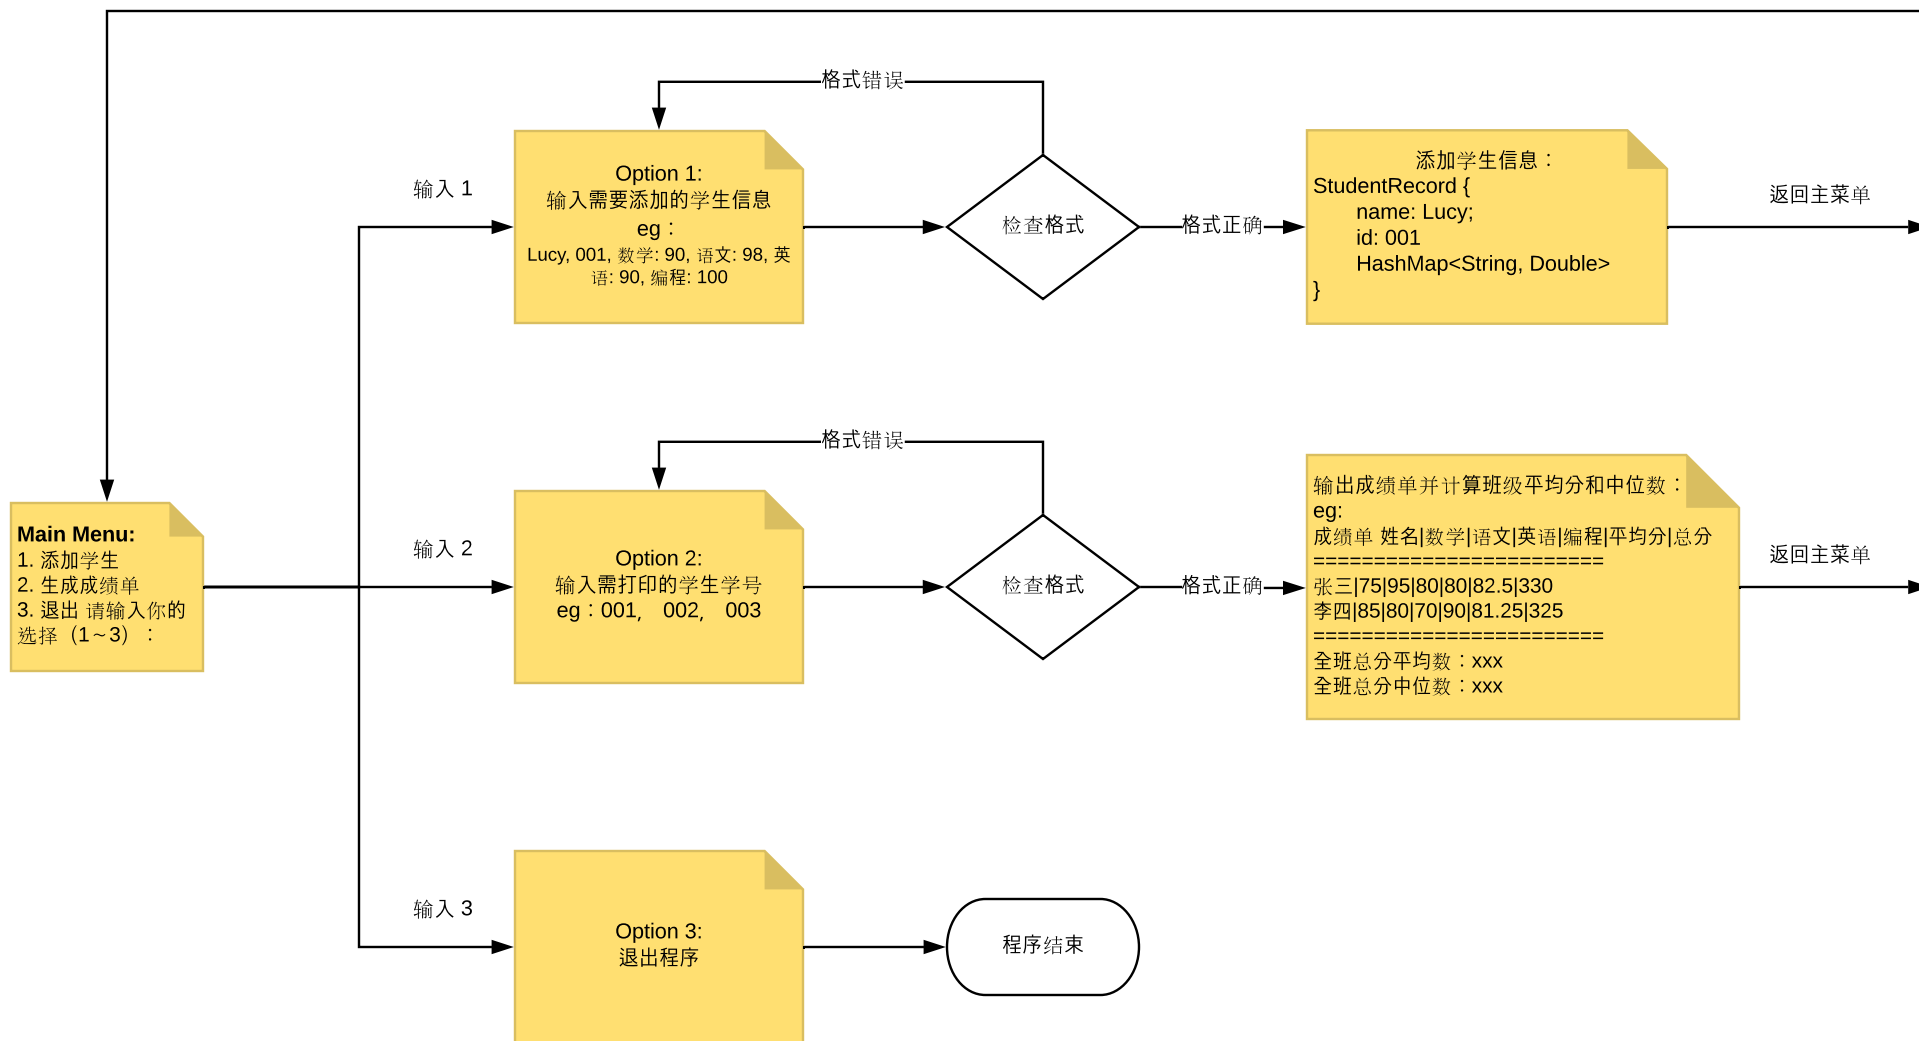 格式错误
输入 1
Option 1:
输入需要添加的学生信息
eg：
Lucy, 001, 数学: 90, 语文: 98, 英
语: 90, 编程: 100
检查格式
格式正确
添加学生信息：
StudentRecord {
name: Lucy;
id: 001
HashMap<String, Double>
}
返回主菜单
Main Menu:
1. 添加学生
2. 生成成绩单
3. 退出 请输入你的
选择（1~3）：
输入 2
格式错误
Option 2:
输入需打印的学生学号
eg：001， 002， 003
检查格式
格式正确
输出成绩单并计算班级平均分和中位数：
eg:
成绩单 姓名|数学|语文|英语|编程|平均分|总分
========================
张三|75|95|80|80|82.5|330
李四|85|80|70|90|81.25|325
========================
全班总分平均数：xxx
全班总分中位数：xxx
返回主菜单
输入 3
Option 3:
退出程序
程序结束